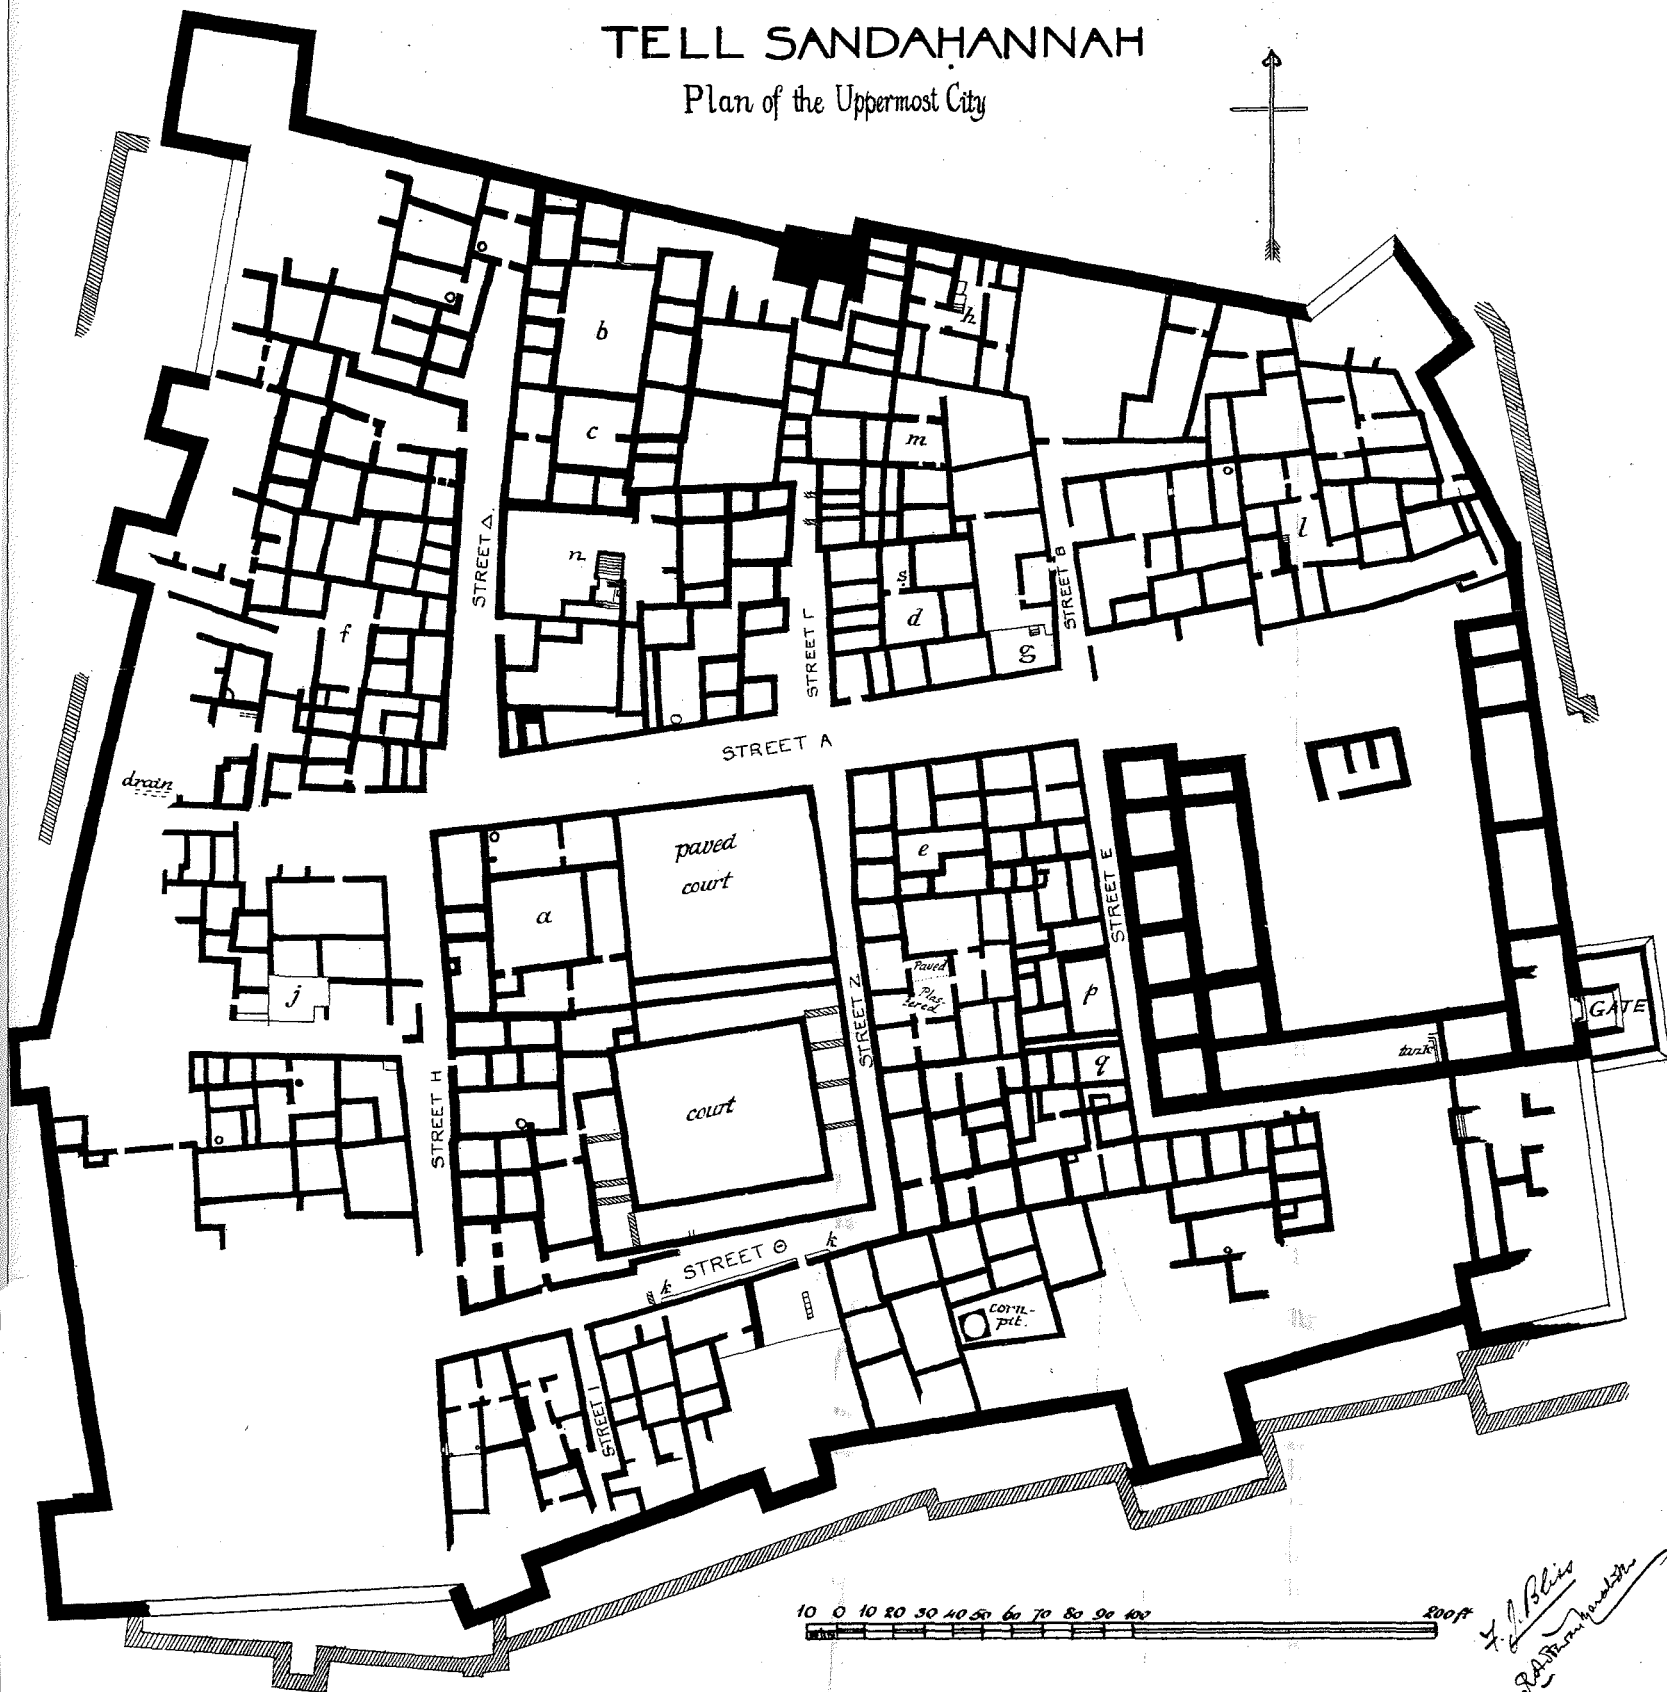 TELL SANDAḤANNAH
Plan of the Uppermost City
h
b
c
m
l
n
STREET Δ.
s
d
STREET B
f
STREET Γ
g
STREET A
drain
paved
court
e
STREET E
a
Paved
Plas-
tered
p
j
STREET Z
GATE
tank
q
court
STREET H
STREET Θ
k
k
corn-
pit.
STREET I
10 0 10 20 30 40 50 60 70 80 90 100 200 ft
F. J. Bliss